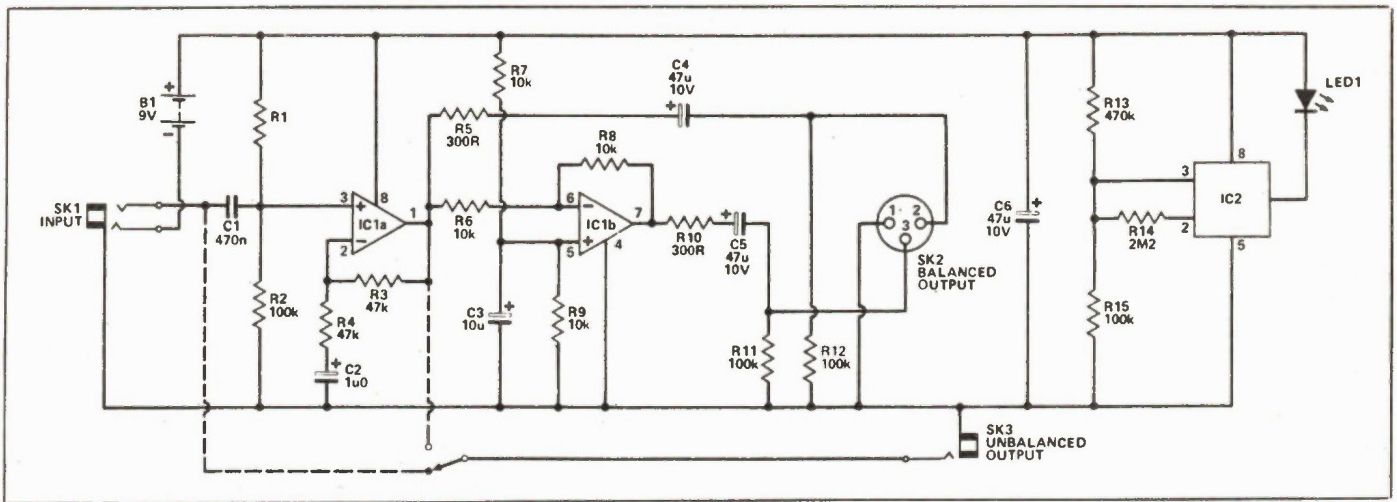 B1
9V
+
-
SK1
INPUT
C1
470n
R1
R2
100k
3
+
8
IC1a
1
-
2
R3
47k
R4
47k
+
C2
1u0
R5
300R
R6
10k
R7
10k
C3
10u
+
R8
10k
6
-
IC1b
7
+
5
4
R9
10k
R10
300R
+
C5
47u
10V
C4
47u
10V
+
R11
100k
R12
100k
1
2
3
SK2
BALANCED
OUTPUT
C6
47u
10V
+
R13
470k
R14
2M2
R15
100k
3
8
IC2
2
5
LED1
SK3
UNBALANCED
OUTPUT